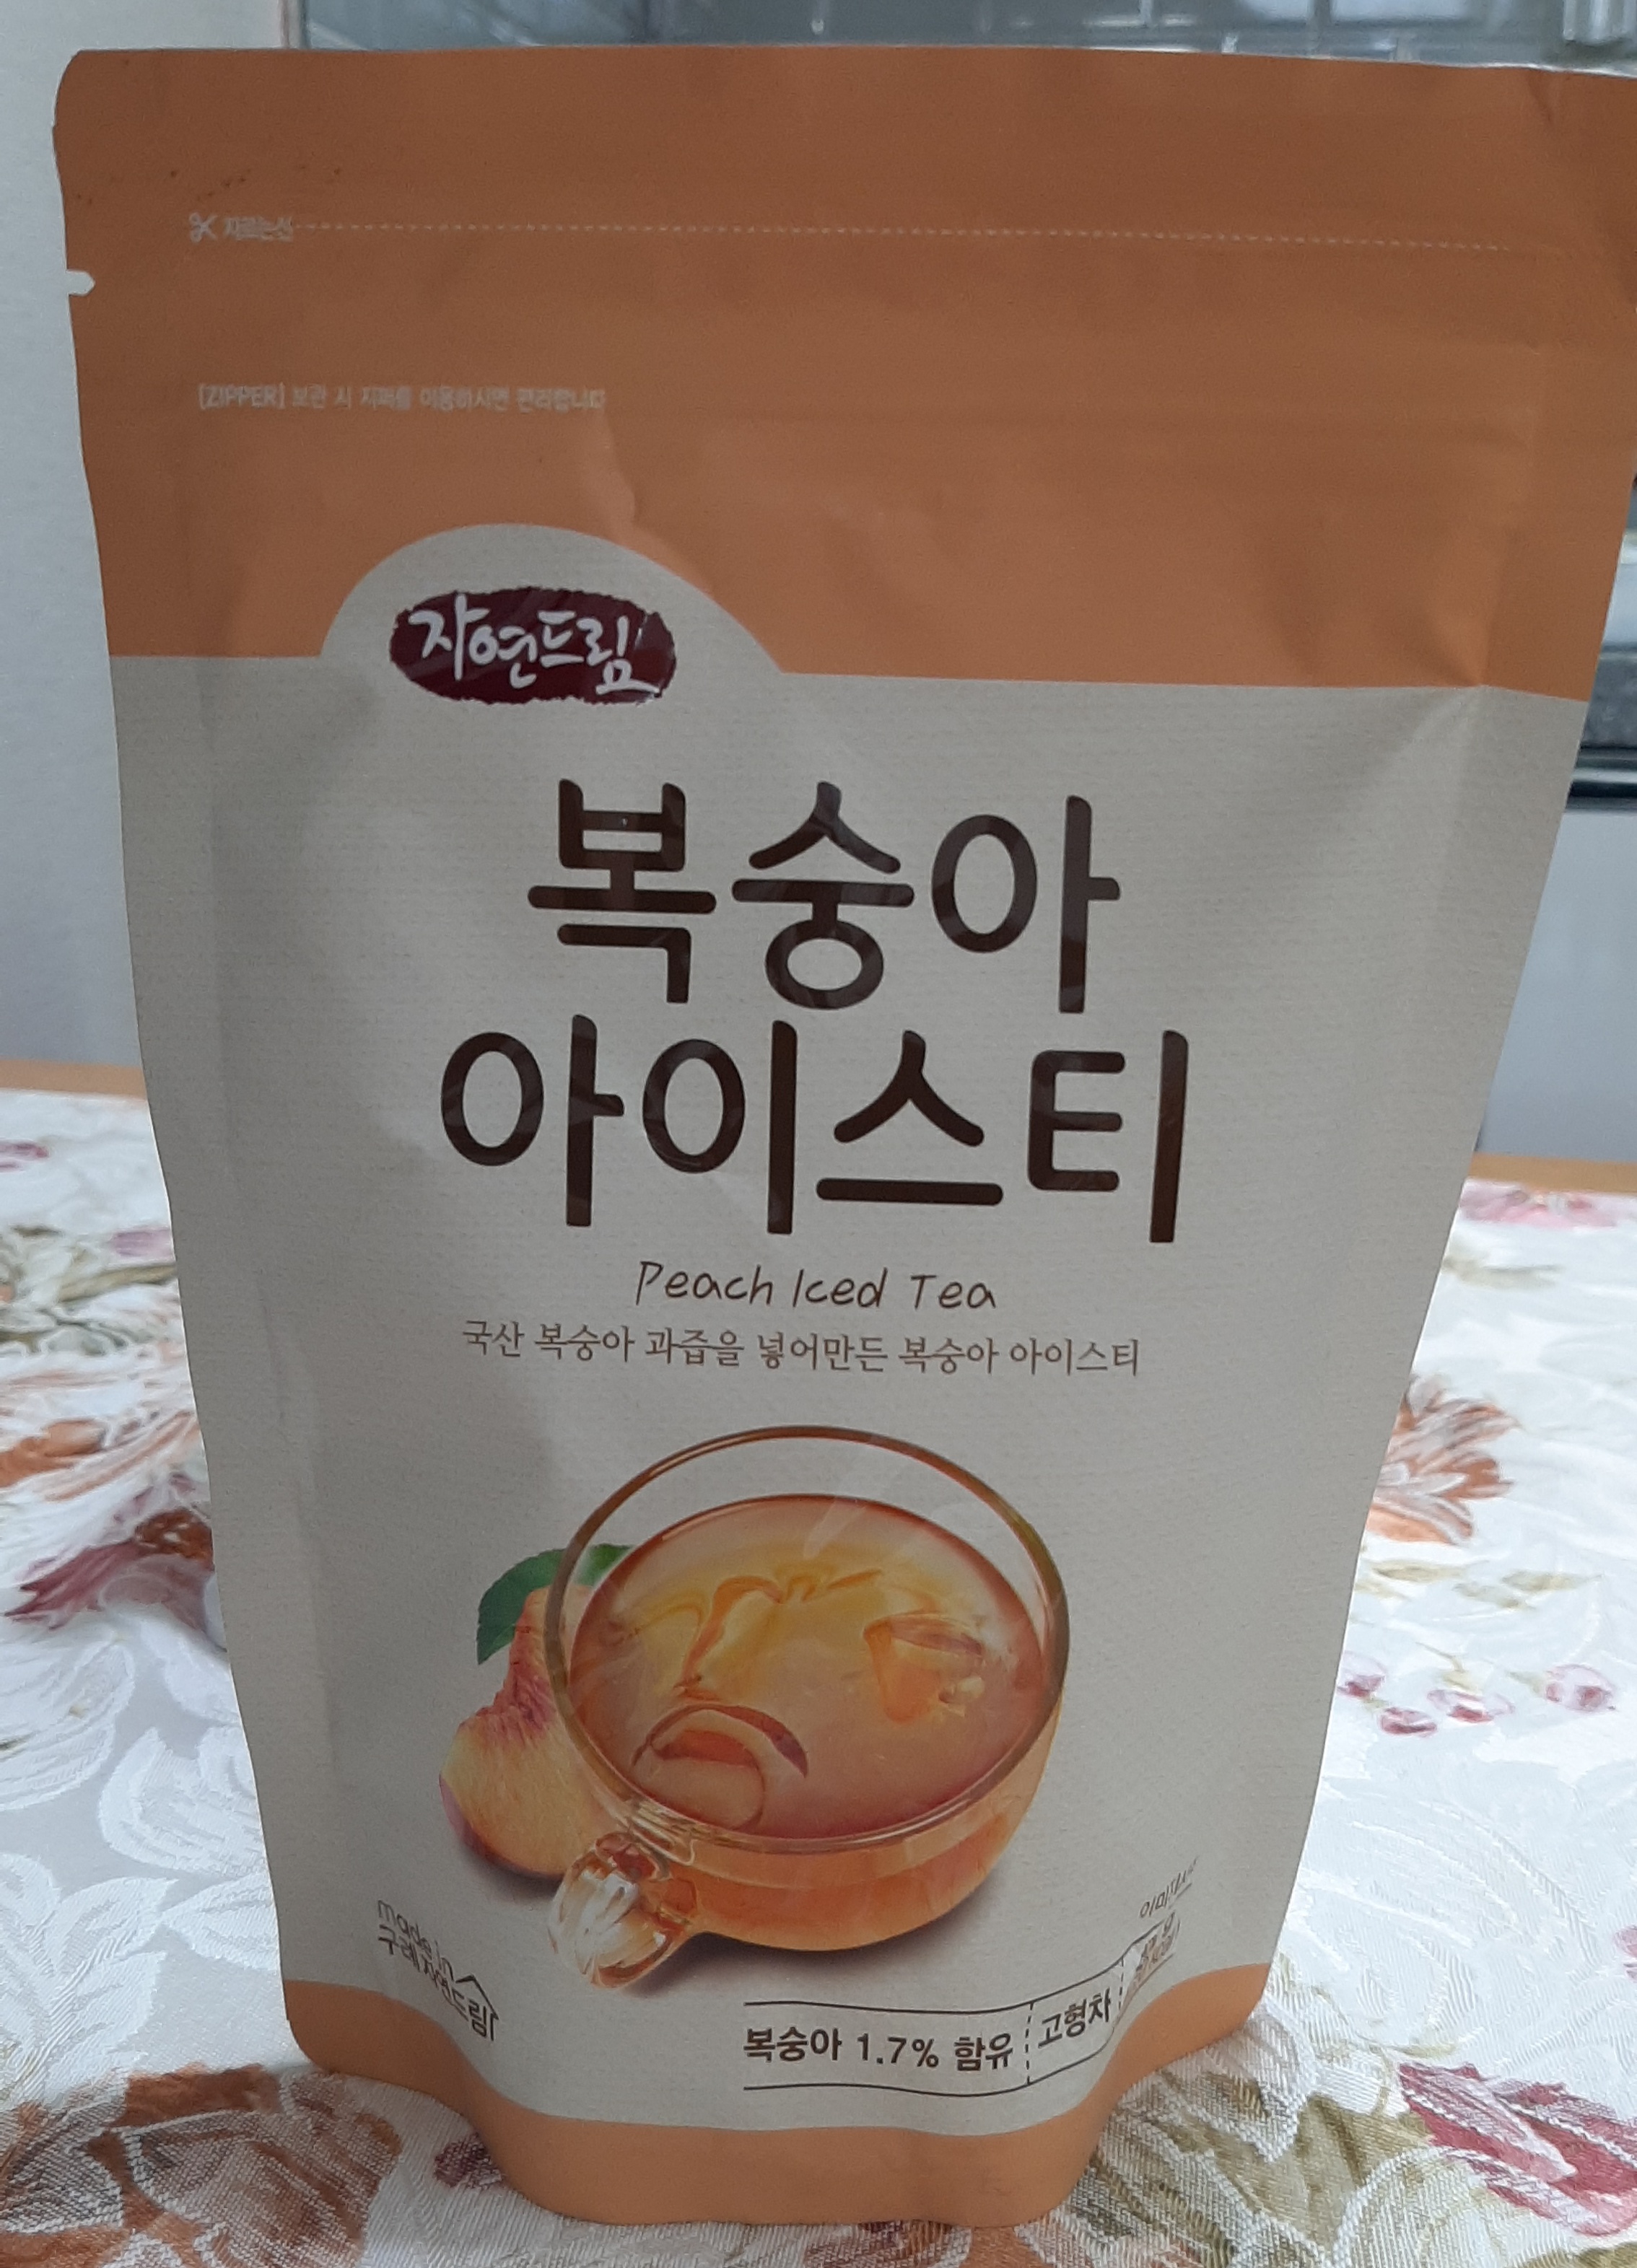 자르는선
[ZIPPER] 보관 시 지퍼를 이용하시면 편리합니다
자연드림
복숭아
아이스티
Peach Iced Tea
국산 복숭아 과즙을 넣어만든 복숭아 아이스티
made in
구례자연드림
복숭아 1.7% 함유
고형차